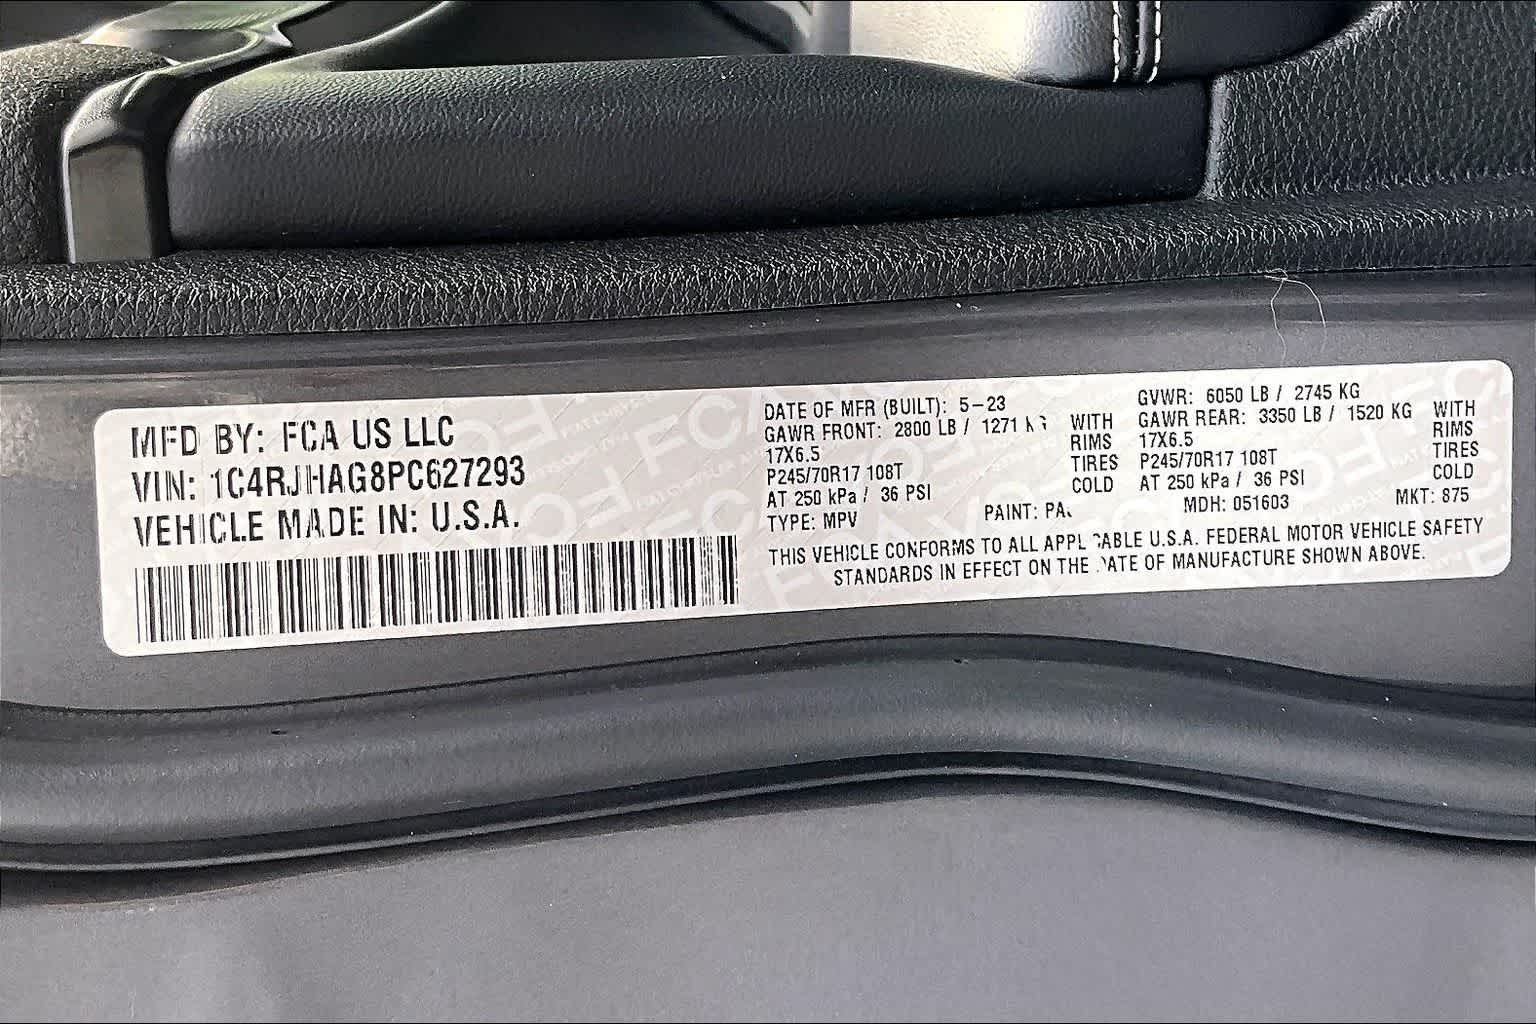 MFD BY: FCA US LLC
VIN: 1C4RJHAG8PC627293
VEHICLE MADE IN: U.S.A.
DATE OF MFR (BUILT): 5-23
GAWR FRONT: 2800 LB / 1271 KG WITH
17X6.5 RIMS
P245/70R17 108T TIRES
AT 250 kPa / 36 PSI COLD
TYPE: MPV PAINT:
GVWR: 6050 LB / 2745 KG
GAWR REAR: 3350 LB / 1520 KG WITH
17X6.5 RIMS
P245/70R17 108T TIRES
AT 250 kPa / 36 PSI COLD
MDH: 051603 MKT: 875
THIS VEHICLE CONFORMS TO ALL APPLICABLE U.S.A. FEDERAL MOTOR VEHICLE SAFETY
STANDARDS IN EFFECT ON THE DATE OF MANUFACTURE SHOWN ABOVE.